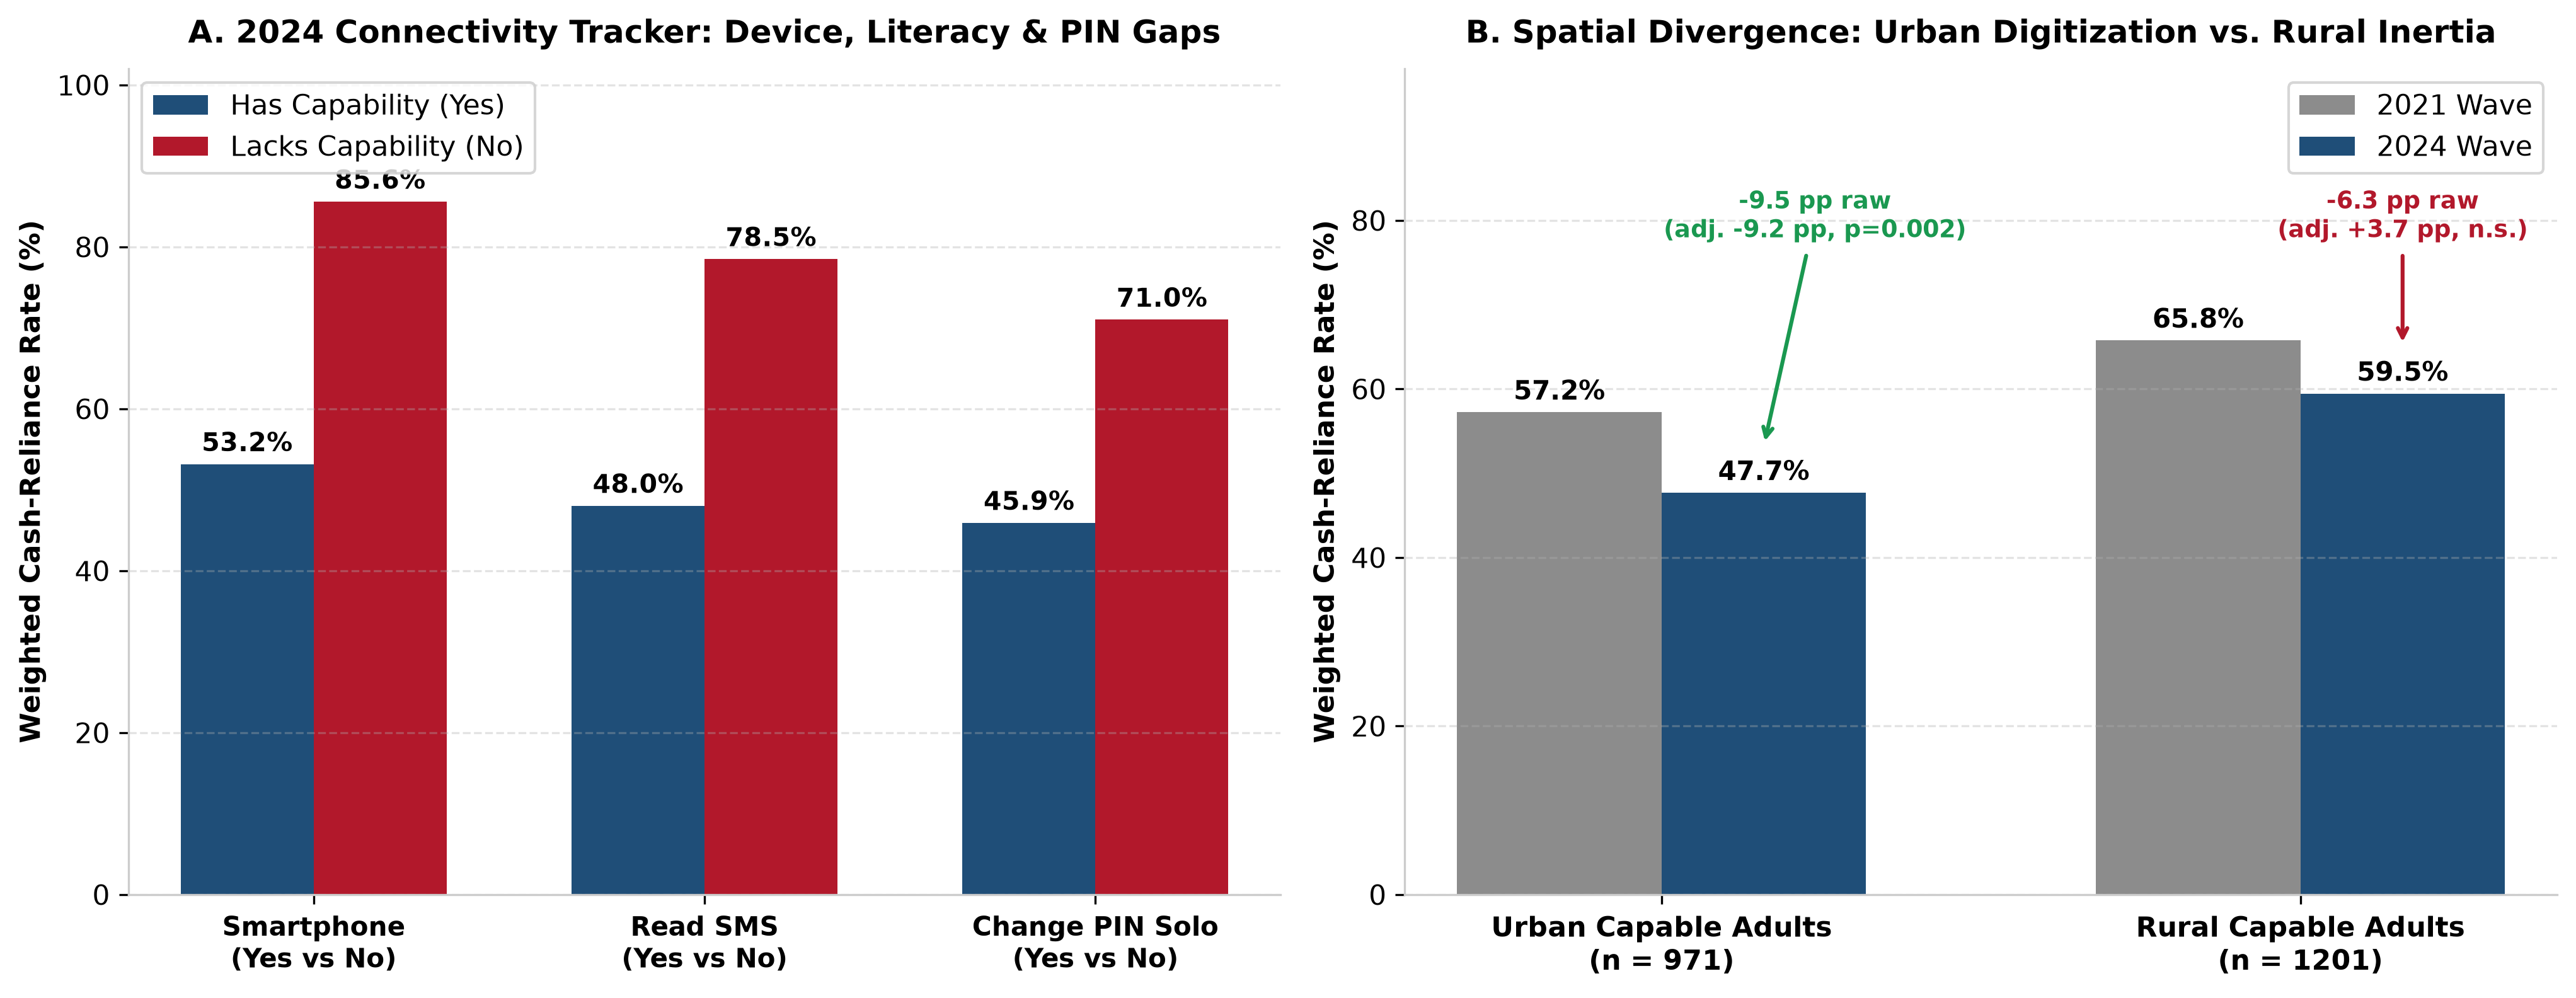 A. 2024 Connectivity Tracker: Device, Literacy & PIN Gaps
Weighted Cash-Reliance Rate (%)
100
80
60
40
20
0
Has Capability (Yes)
Lacks Capability (No)
53.2%
85.6%
48.0%
78.5%
45.9%
71.0%
Smartphone
(Yes vs No)
Read SMS
(Yes vs No)
Change PIN Solo
(Yes vs No)
B. Spatial Divergence: Urban Digitization vs. Rural Inertia
Weighted Cash-Reliance Rate (%)
80
60
40
20
0
2021 Wave
2024 Wave
-9.5 pp raw
(adj. -9.2 pp, p=0.002)
-6.3 pp raw
(adj. +3.7 pp, n.s.)
57.2%
47.7%
65.8%
59.5%
Urban Capable Adults
(n = 971)
Rural Capable Adults
(n = 1201)